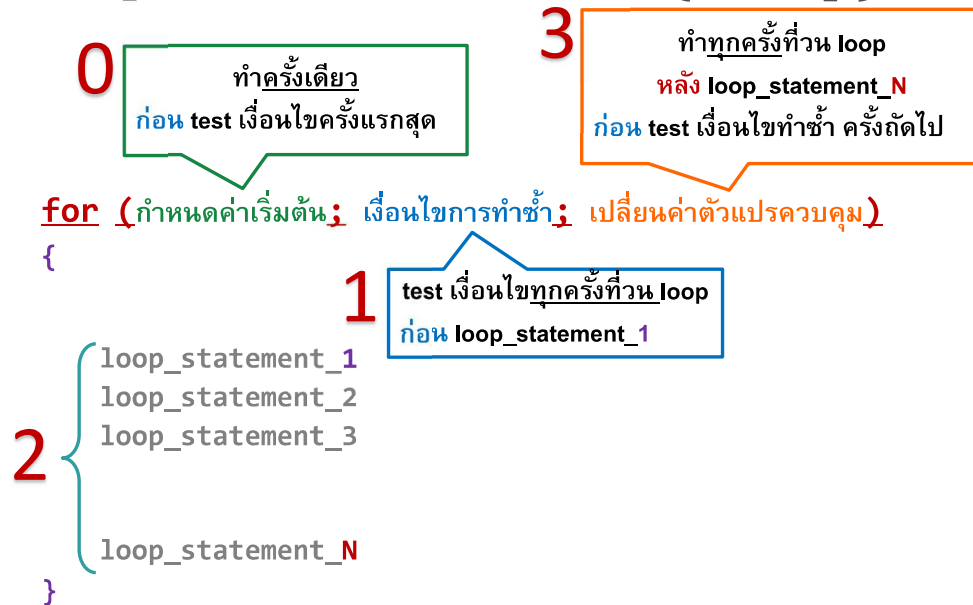 0
ทำครั้งเดียว
ก่อน test เงื่อนไขครั้งแรกสุด
3
ทำทุกครั้งที่วน loop
หลัง loop_statement_N
ก่อน test เงื่อนไขทำซ้ำ ครั้งถัดไป
for (กำหนดค่าเริ่มต้น; เงื่อนไขการทำซ้ำ; เปลี่ยนค่าตัวแปรควบคุม)
{
1
test เงื่อนไขทุกครั้งที่วน loop
ก่อน loop_statement_1
2
loop_statement_1
loop_statement_2
loop_statement_3
loop_statement_N
}